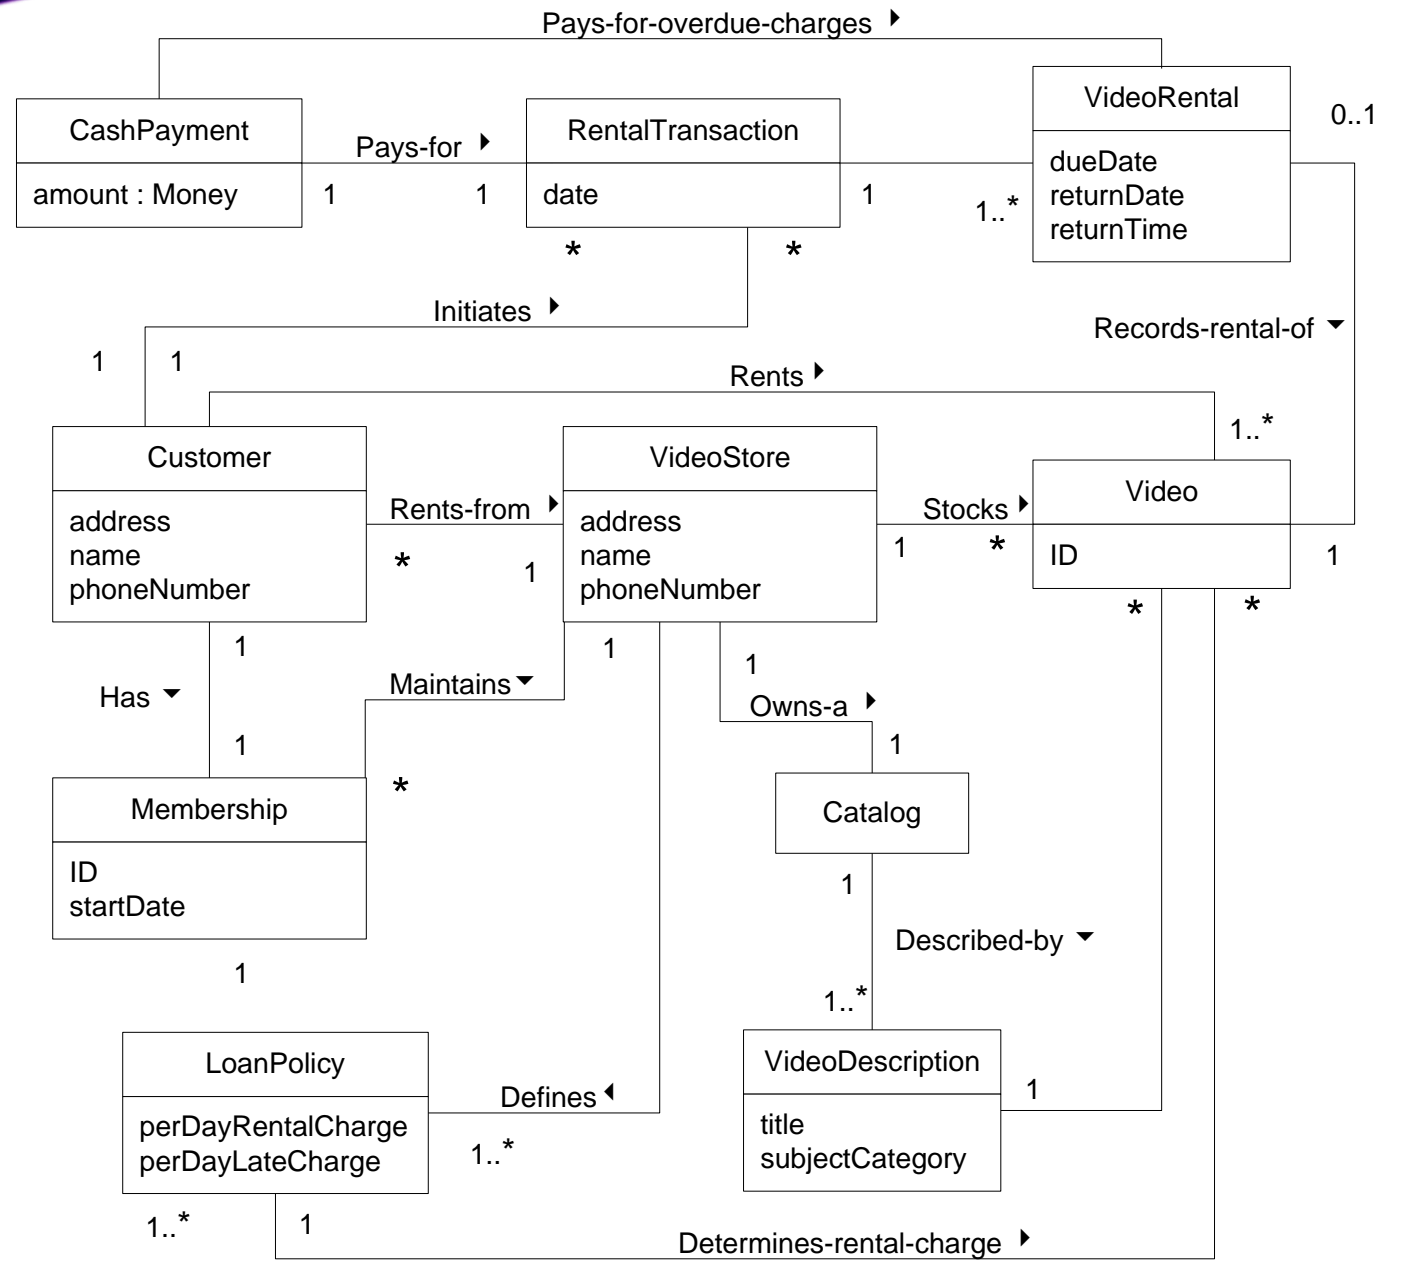 Pays-for-overdue-charges
VideoRental
0..1
CashPayment
Pays-for
RentalTransaction
dueDate
returnDate
returnTime
amount : Money
1
1
date
1
1..*
*
*
Initiates
Records-rental-of
1
1
Rents
1..*
Customer
VideoStore
Video
address
name
phoneNumber
Rents-from
*
1
address
name
phoneNumber
Stocks
1
*
ID
1
*
*
1
Has
1
Maintains
1
1
Owns-a
1
*
Membership
Catalog
ID
startDate
1
Described-by
1
1..*
LoanPolicy
VideoDescription
perDayRentalCharge
perDayLateCharge
Defines
1..*
1
title
subjectCategory
1..*
1
Determines-rental-charge